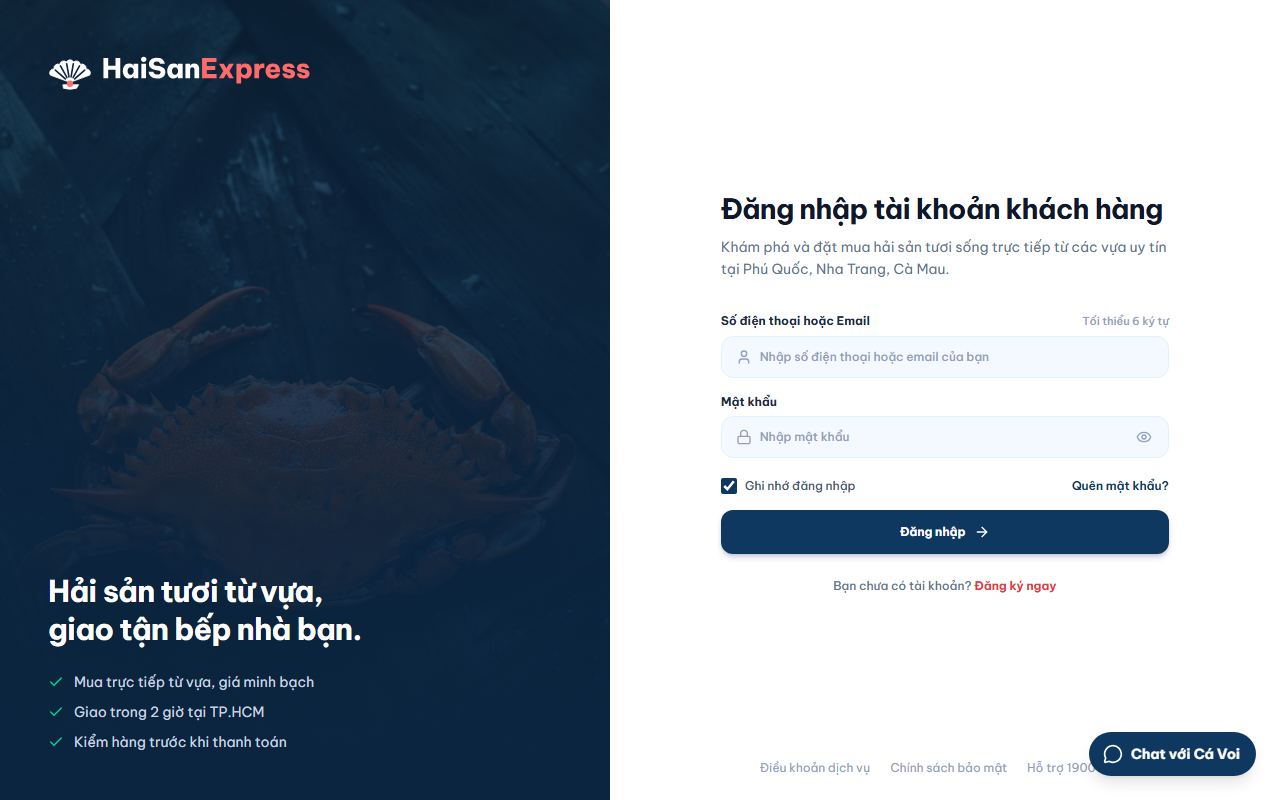 HaiSanExpress
Hải sản tươi từ vựa,
giao tận bếp nhà bạn.
Mua trực tiếp từ vựa, giá minh bạch
Giao trong 2 giờ tại TP.HCM
Kiểm hàng trước khi thanh toán
Đăng nhập tài khoản khách hàng
Khám phá và đặt mua hải sản tươi sống trực tiếp từ các vựa uy tín
tại Phú Quốc, Nha Trang, Cà Mau.
Số điện thoại hoặc Email
Tối thiểu 6 ký tự
Nhập số điện thoại hoặc email của bạn
Mật khẩu
Nhập mật khẩu
Ghi nhớ đăng nhập
Quên mật khẩu?
Đăng nhập
Bạn chưa có tài khoản? Đăng ký ngay
Điều khoản dịch vụ
Chính sách bảo mật
Hỗ trợ 1900
Chat với Cá Voi